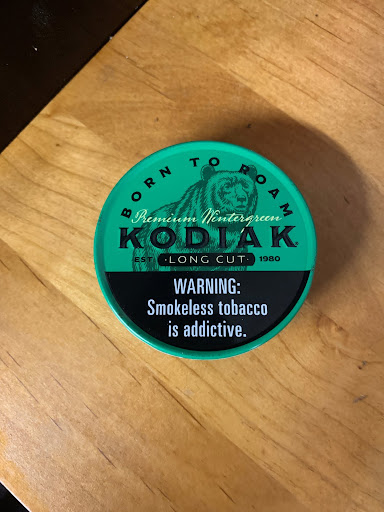 BORN TO ROAM
Premium Wintergreen
KODIAK
EST LONG CUT 1980
WARNING:
Smokeless tobacco
is addictive.